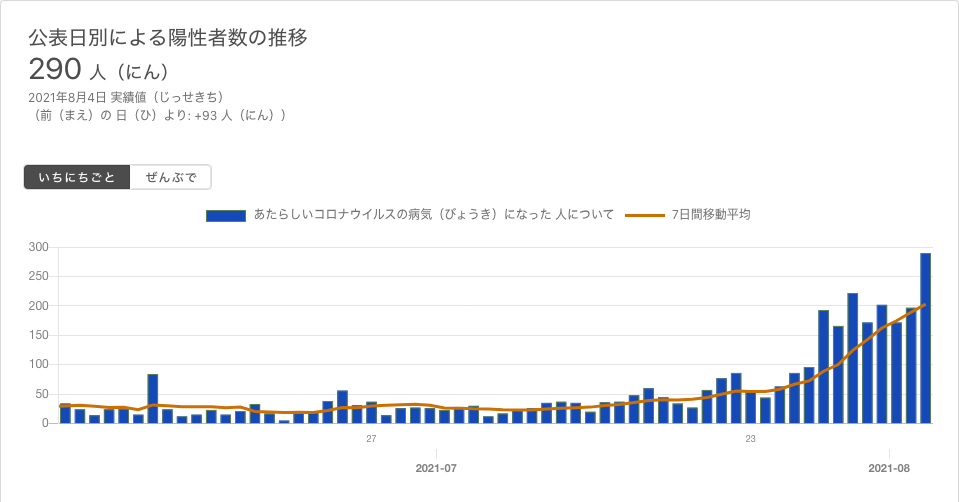 公表日別による陽性者数の推移
290 人（にん）
2021年8月4日 実績値（じっせきち）
（前（まえ）の 日（ひ）より: +93 人（にん））
いちにちごと ぜんぶで
あたらしいコロナウイルスの病気（びょうき）になった 人について 7日間移動平均
300
250
200
150
100
50
0
27 23
2021-07 2021-08